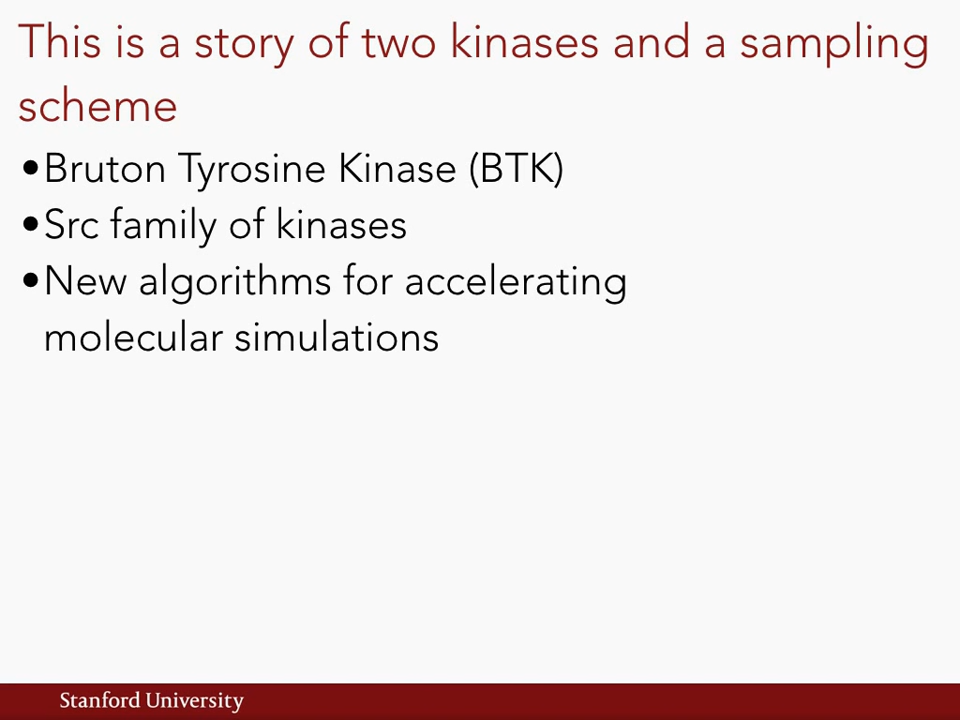 This is a story of two kinases and a sampling
scheme
•Bruton Tyrosine Kinase (BTK)
•Src family of kinases
•New algorithms for accelerating
molecular simulations
Stanford University